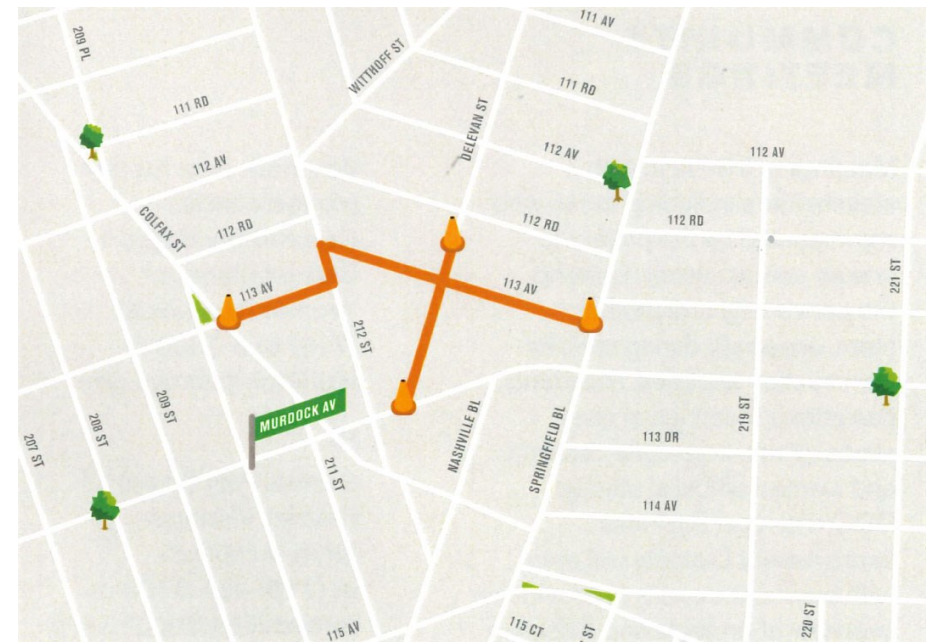 111 AV
209 PL
WITTHOFF ST
111 RD
111 RD
DELEVAN ST
112 AV
112 AV
112 AV
COLFAX ST
112 RD
112 RD
112 RD
113 AV
113 AV
221 ST
212 ST
MURDOCK AV
207 ST
208 ST
209 ST
211 ST
NASHVILLE BL
SPRINGFIELD BL
219 ST
113 DR
114 AV
115 AV
115 CT
ST
220 ST